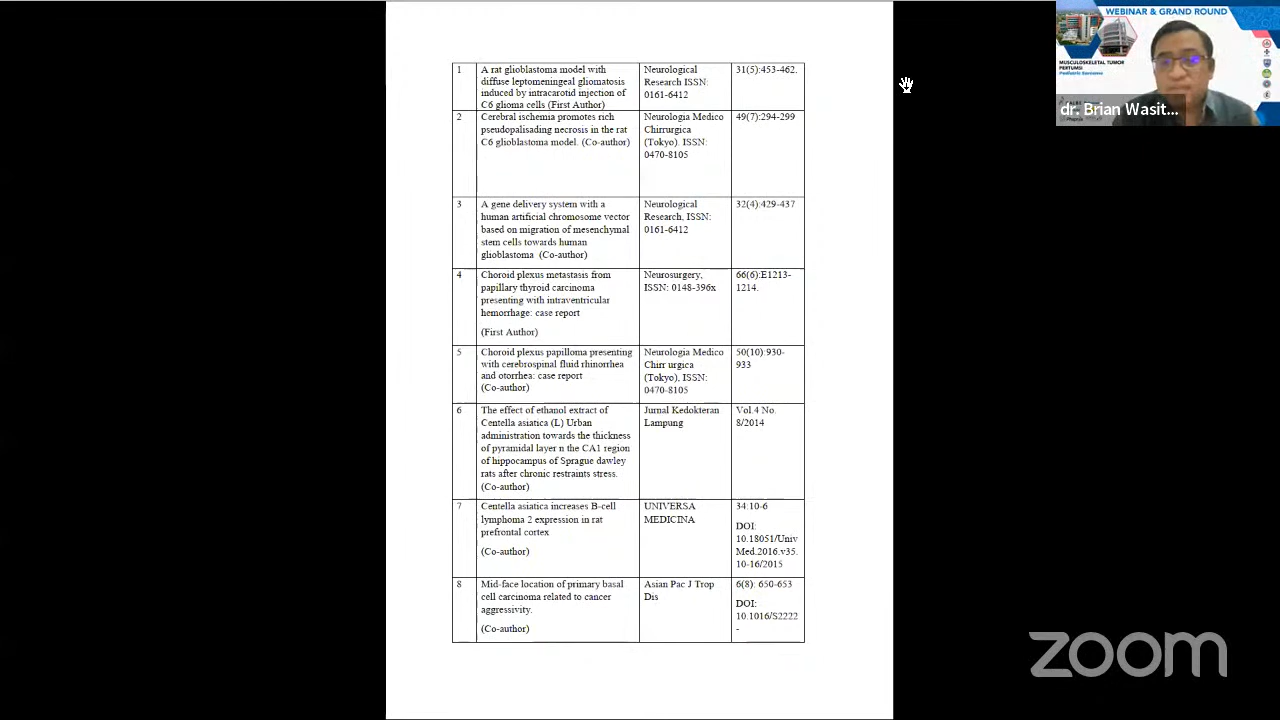 1
A rat glioblastoma model with
diffuse leptomeningeal gliomatosis
induced by intracarotid injection of
C6 glioma cells (First Author)
Neurological
Research ISSN:
0161-6412
31(5):453-462.
2
Cerebral ischemia promotes rich
pseudopalisading necrosis in the rat
C6 glioblastoma model. (Co-author)
Neurologia Medico
Chirrurgica
(Tokyo). ISSN:
0470-8105
49(7):294-299
3
A gene delivery system with a
human artificial chromosome vector
based on migration of mesenchymal
stem cells towards human
glioblastoma (Co-author)
Neurological
Research, ISSN:
0161-6412
32(4):429-437
4
Choroid plexus metastasis from
papillary thyroid carcinoma
presenting with intraventricular
hemorrhage: case report
(First Author)
Neurosurgery,
ISSN: 0148-396x
66(6):E1213-
1214.
5
Choroid plexus papilloma presenting
with cerebrospinal fluid rhinorrhea
and otorrhea: case report
(Co-author)
Neurologia Medico
Chirr urgica
(Tokyo), ISSN:
0470-8105
50(10):930-
933
6
The effect of ethanol extract of
Centella asiatica (L) Urban
administration towards the thickness
of pyramidal layer n the CA1 region
of hippocampus of Sprague dawley
rats after chronic restraints stress.
(Co-author)
Jurnal Kedokteran
Lampung
Vol.4 No.
8/2014
7
Centella asiatica increases B-cell
lymphoma 2 expression in rat
prefrontal cortex
(Co-author)
UNIVERSA
MEDICINA
34:10-6
DOI:
10.18051/Univ
Med.2016.v35.
10-16/2015
8
Mid-face location of primary basal
cell carcinoma related to cancer
aggressivity.
(Co-author)
Asian Pac J Trop
Dis
6(8): 650-653
DOI:
10.1016/S2222
-
WEBINAR & GRAND ROUND
MUSCULOSKELETAL TUMOR
PERTUMSI
Pediatric Sarcoma
dr. Brian Wasit...
zoom